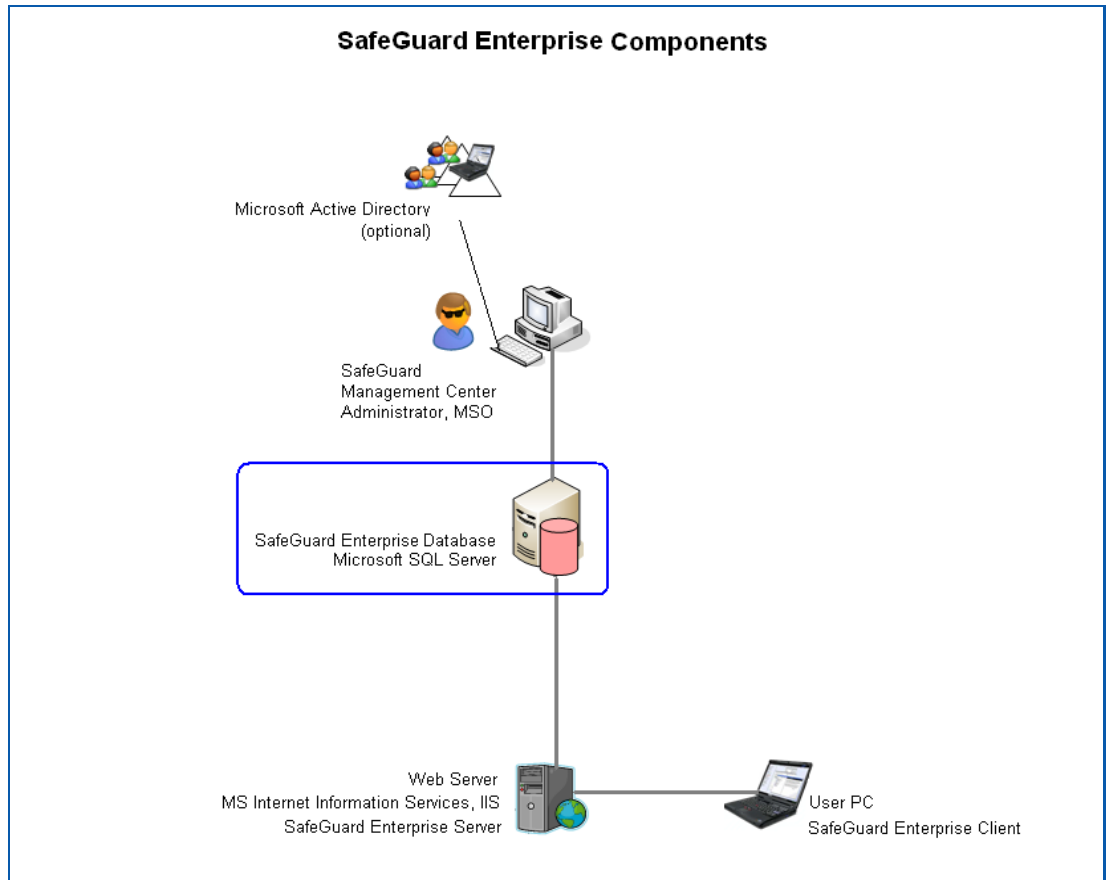 SafeGuard Enterprise Components
Microsoft Active Directory
(optional)
SafeGuard
Management Center
Administrator, MSO
SafeGuard Enterprise Database
Microsoft SQL Server
Web Server
MS Internet Information Services, IIS
SafeGuard Enterprise Server
User PC
SafeGuard Enterprise Client